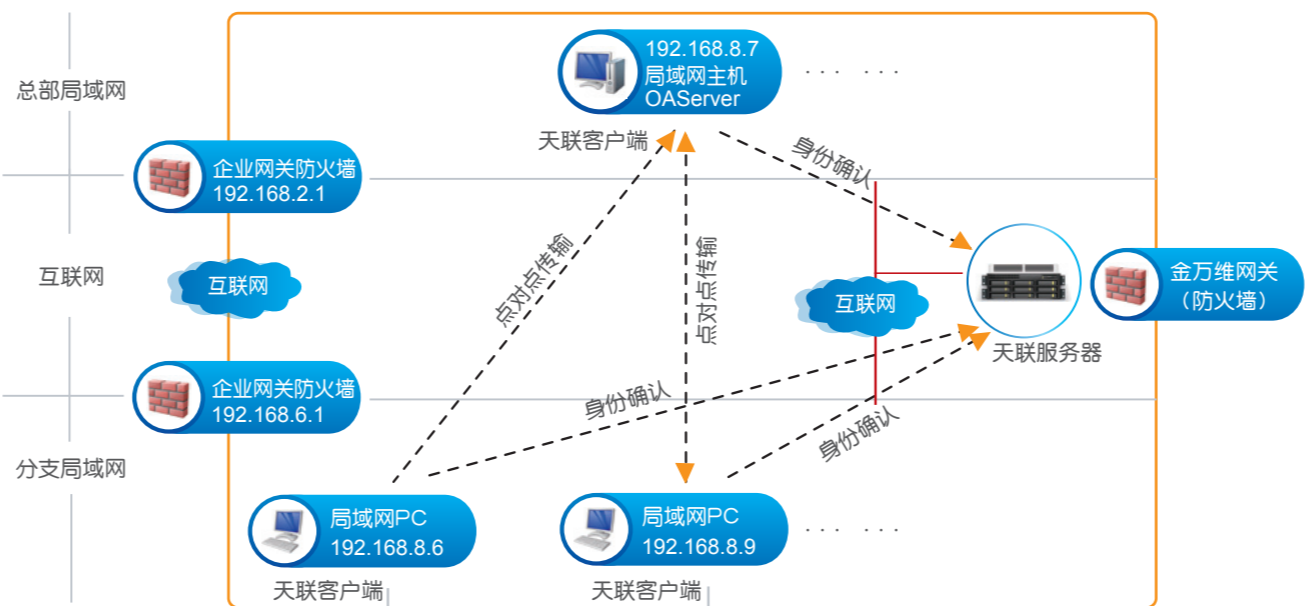 192.168.8.7
局域网主机
OAServer
... ...
总部局域网
天联客户端
身份确认
企业网关防火墙
192.168.2.1
点对点传输
点对点传输
互联网
互联网
互联网
金万维网关
（防火墙）
天联服务器
企业网关防火墙
192.168.6.1
身份确认
身份确认
分支局域网
局域网PC
192.168.8.6
天联客户端
局域网PC
192.168.8.9
... ...
天联客户端